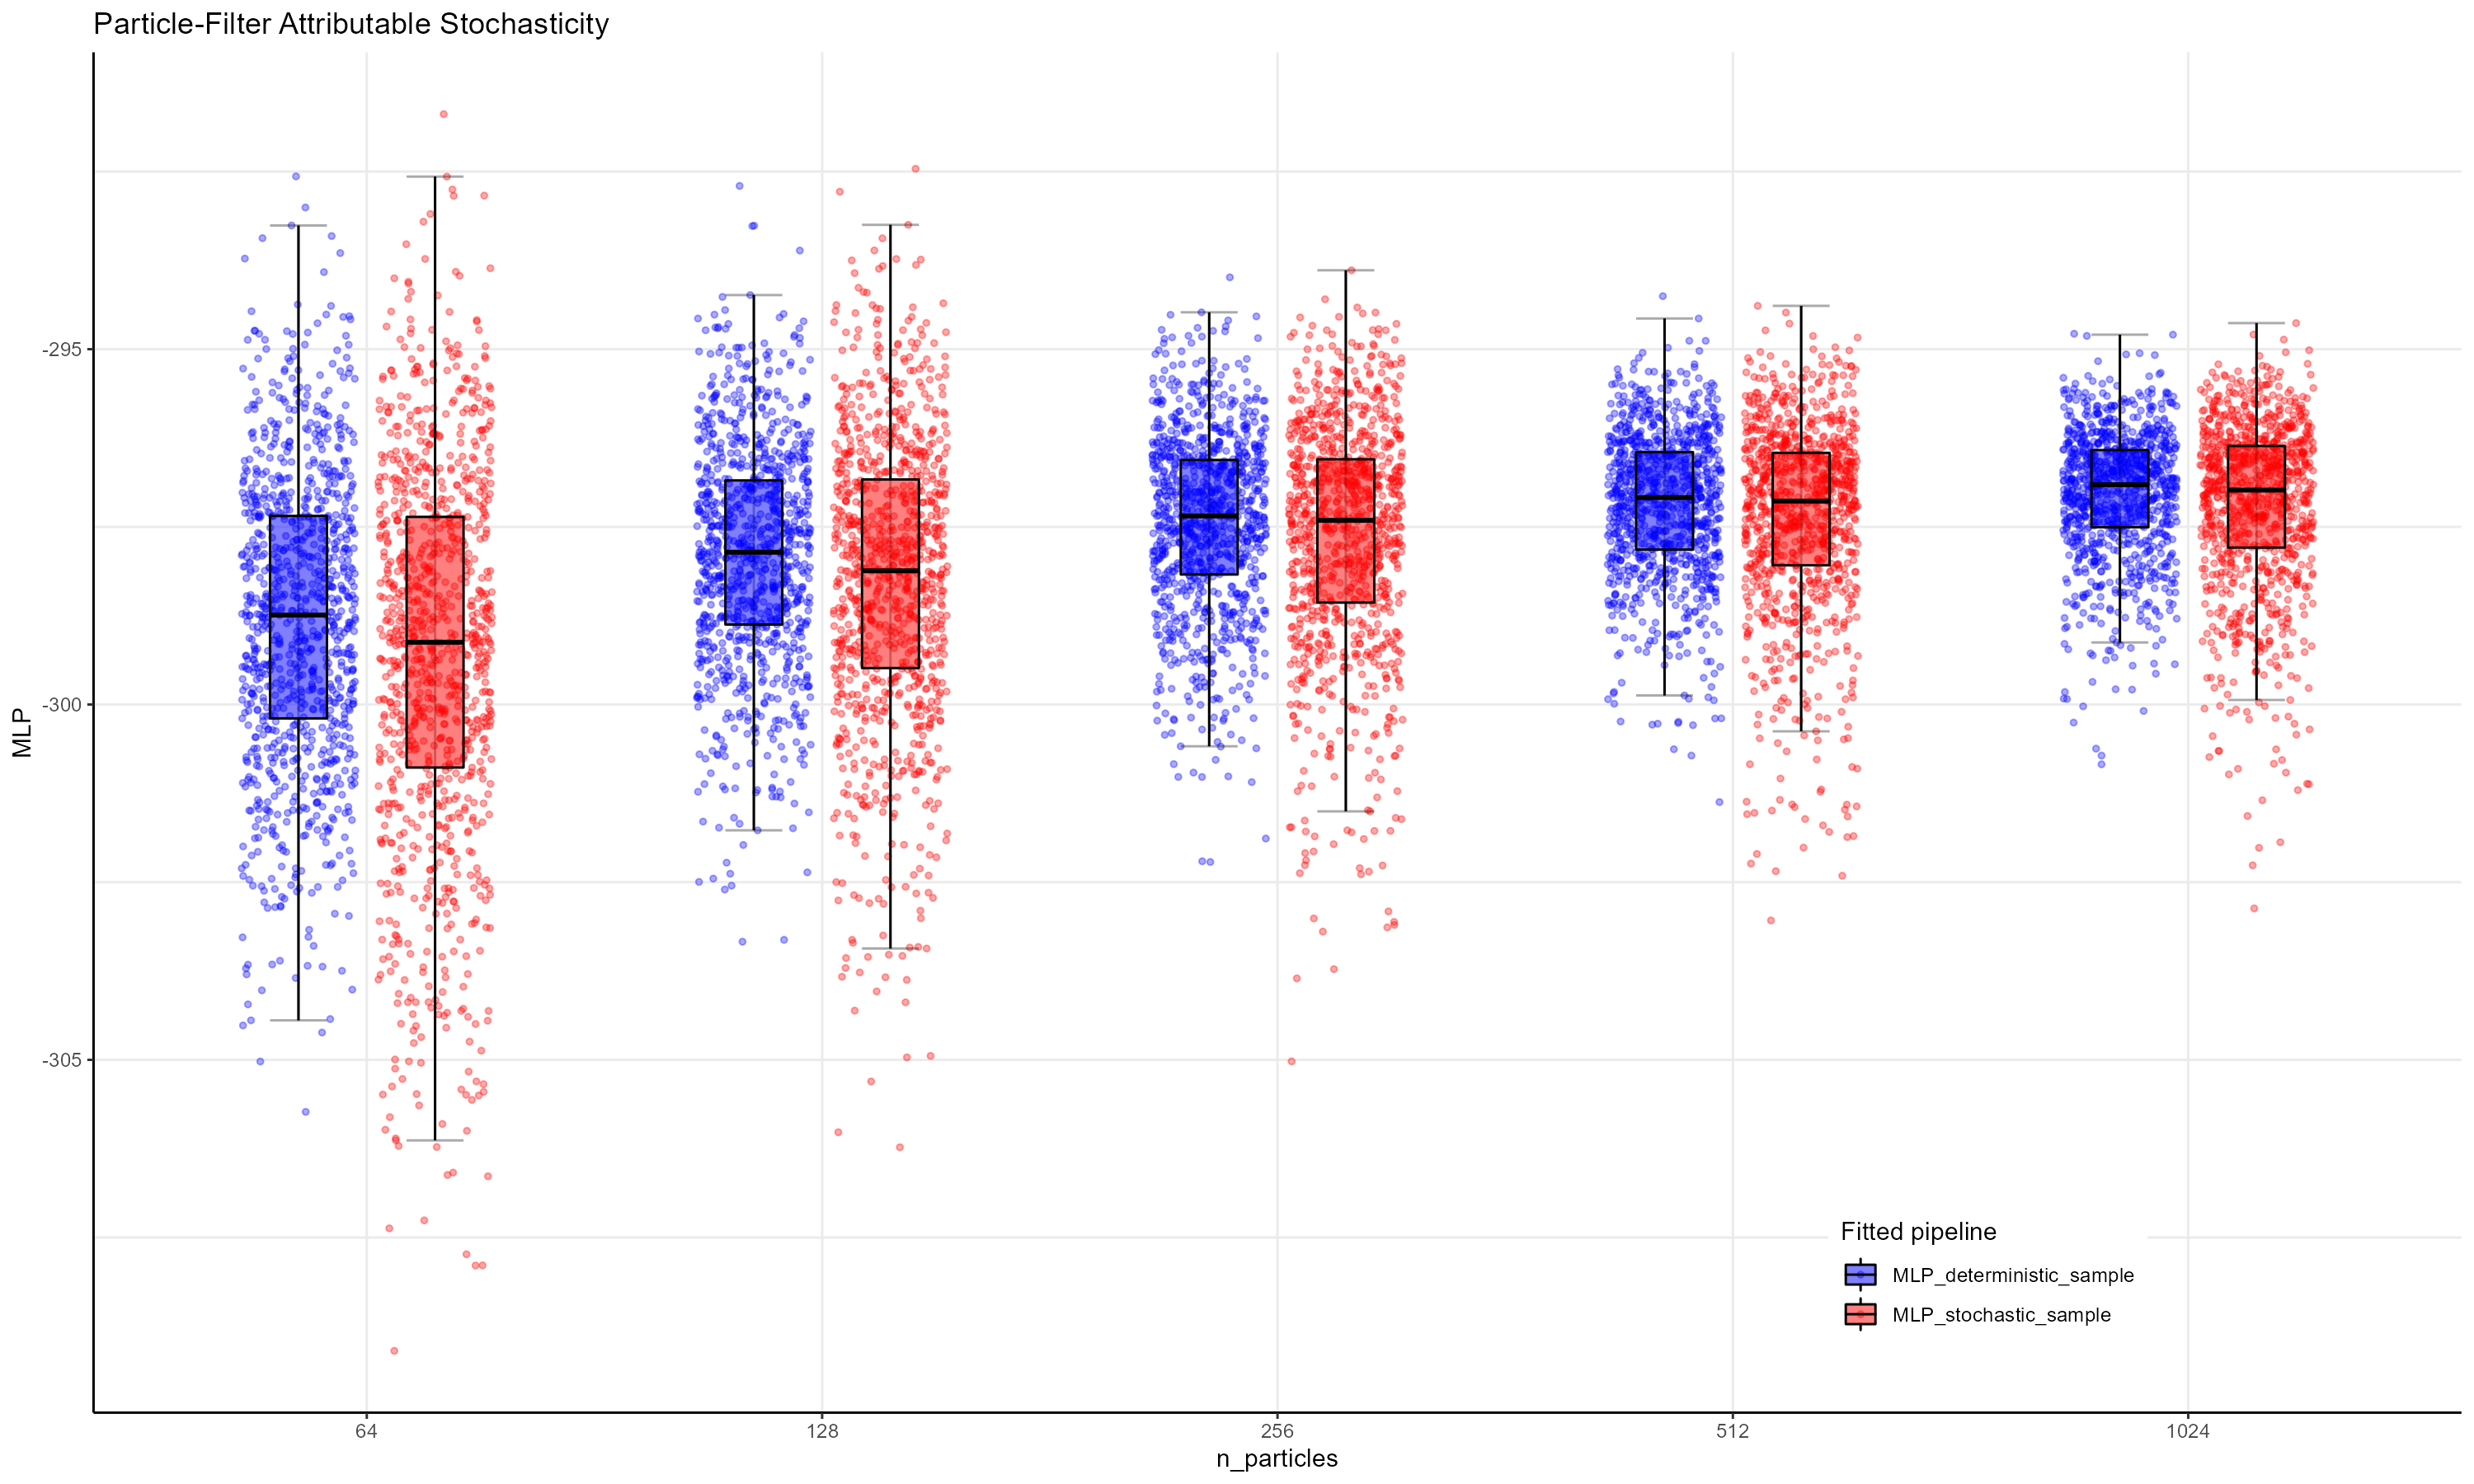 Particle-Filter Attributable Stochasticity
MLP
-295
-300
-305
64
128
256
512
1024
n_particles
Fitted pipeline
MLP_deterministic_sample
MLP_stochastic_sample